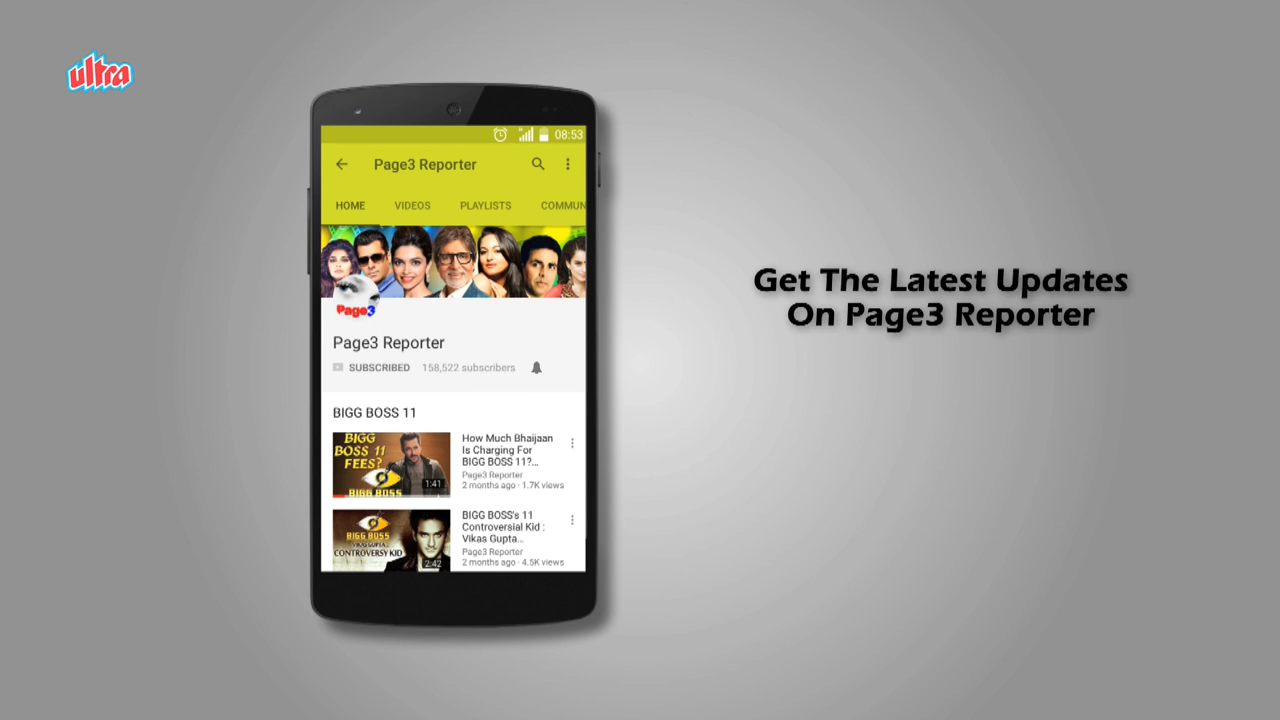 ultra
08:53
Page3 Reporter
HOME VIDEOS PLAYLISTS COMMUN
Page3
Page3 Reporter
SUBSCRIBED 158,522 subscribers
BIGG BOSS 11
BIGG
BOSS 11
FEES?
BIGG BOSS
1:41
How Much Bhaijaan
Is Charging For
BIGG BOSS 11?...
Page3 Reporter
2 months ago · 1.7K views
BIGG BOSS
VIKAS GUPTA
CONTROVERSY KID
2:42
BIGG BOSS's 11
Controversial Kid :
Vikas Gupta...
Page3 Reporter
2 months ago · 4.5K views
Get The Latest Updates
On Page3 Reporter